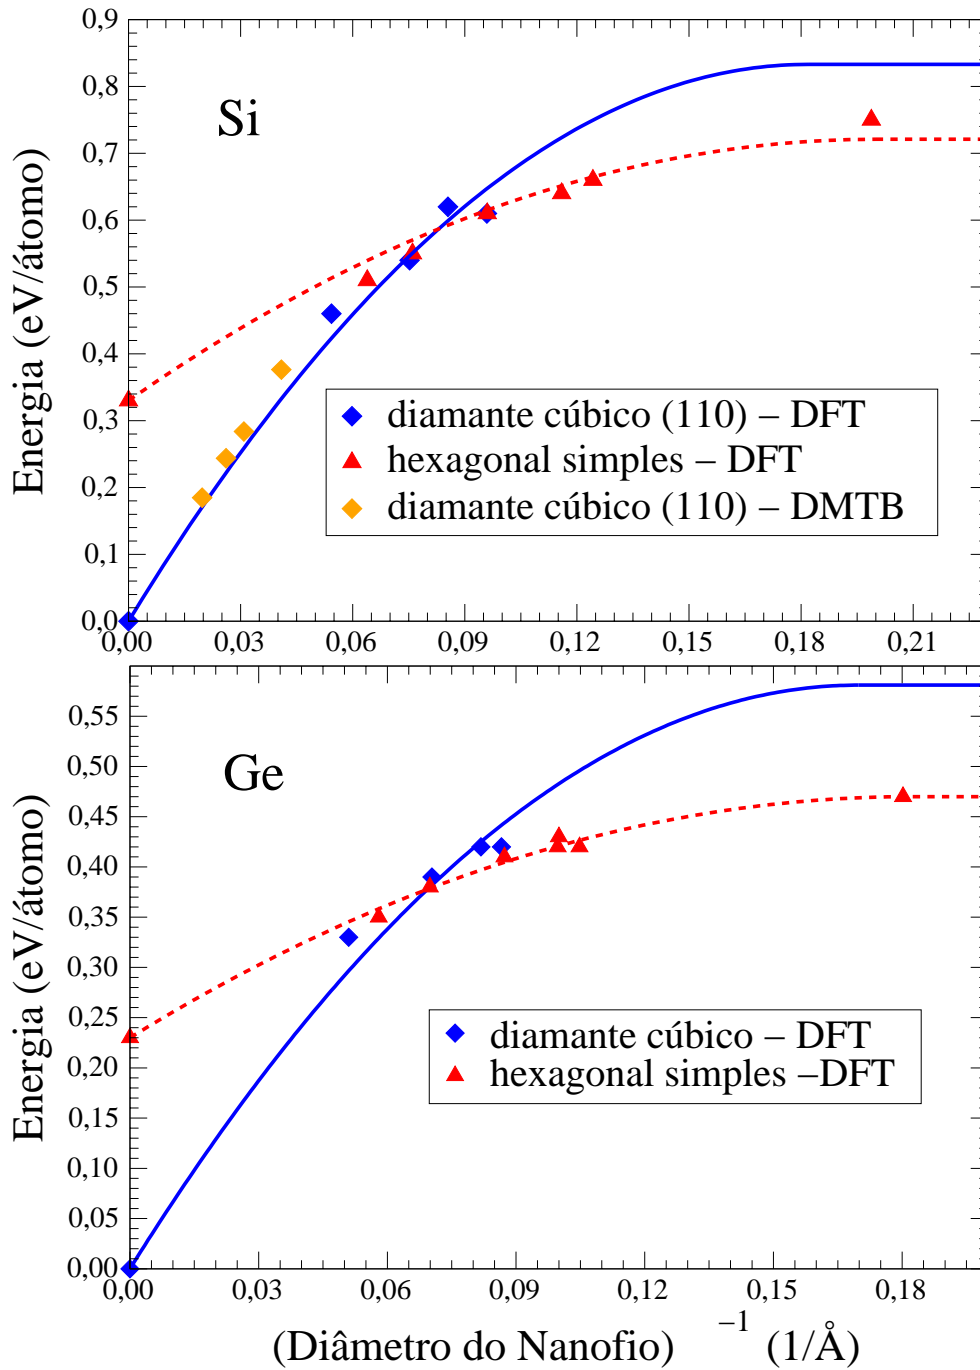 0,9
0,8
0,7
0,6
0,5
0,4
0,3
0,2
0,1
0,0
Energia (eV/átomo)
Si
diamante cúbico (110) – DFT
hexagonal simples – DFT
diamante cúbico (110) – DMTB
0,00 0,03 0,06 0,09 0,12 0,15 0,18 0,21
0,55
0,50
0,45
0,40
0,35
0,30
0,25
0,20
0,15
0,10
0,05
0,00
Energia (eV/átomo)
Ge
diamante cúbico – DFT
hexagonal simples –DFT
0,00 0,03 0,06 0,09 0,12 0,15 0,18
(Diâmetro do Nanofio) –1 (1/Å)